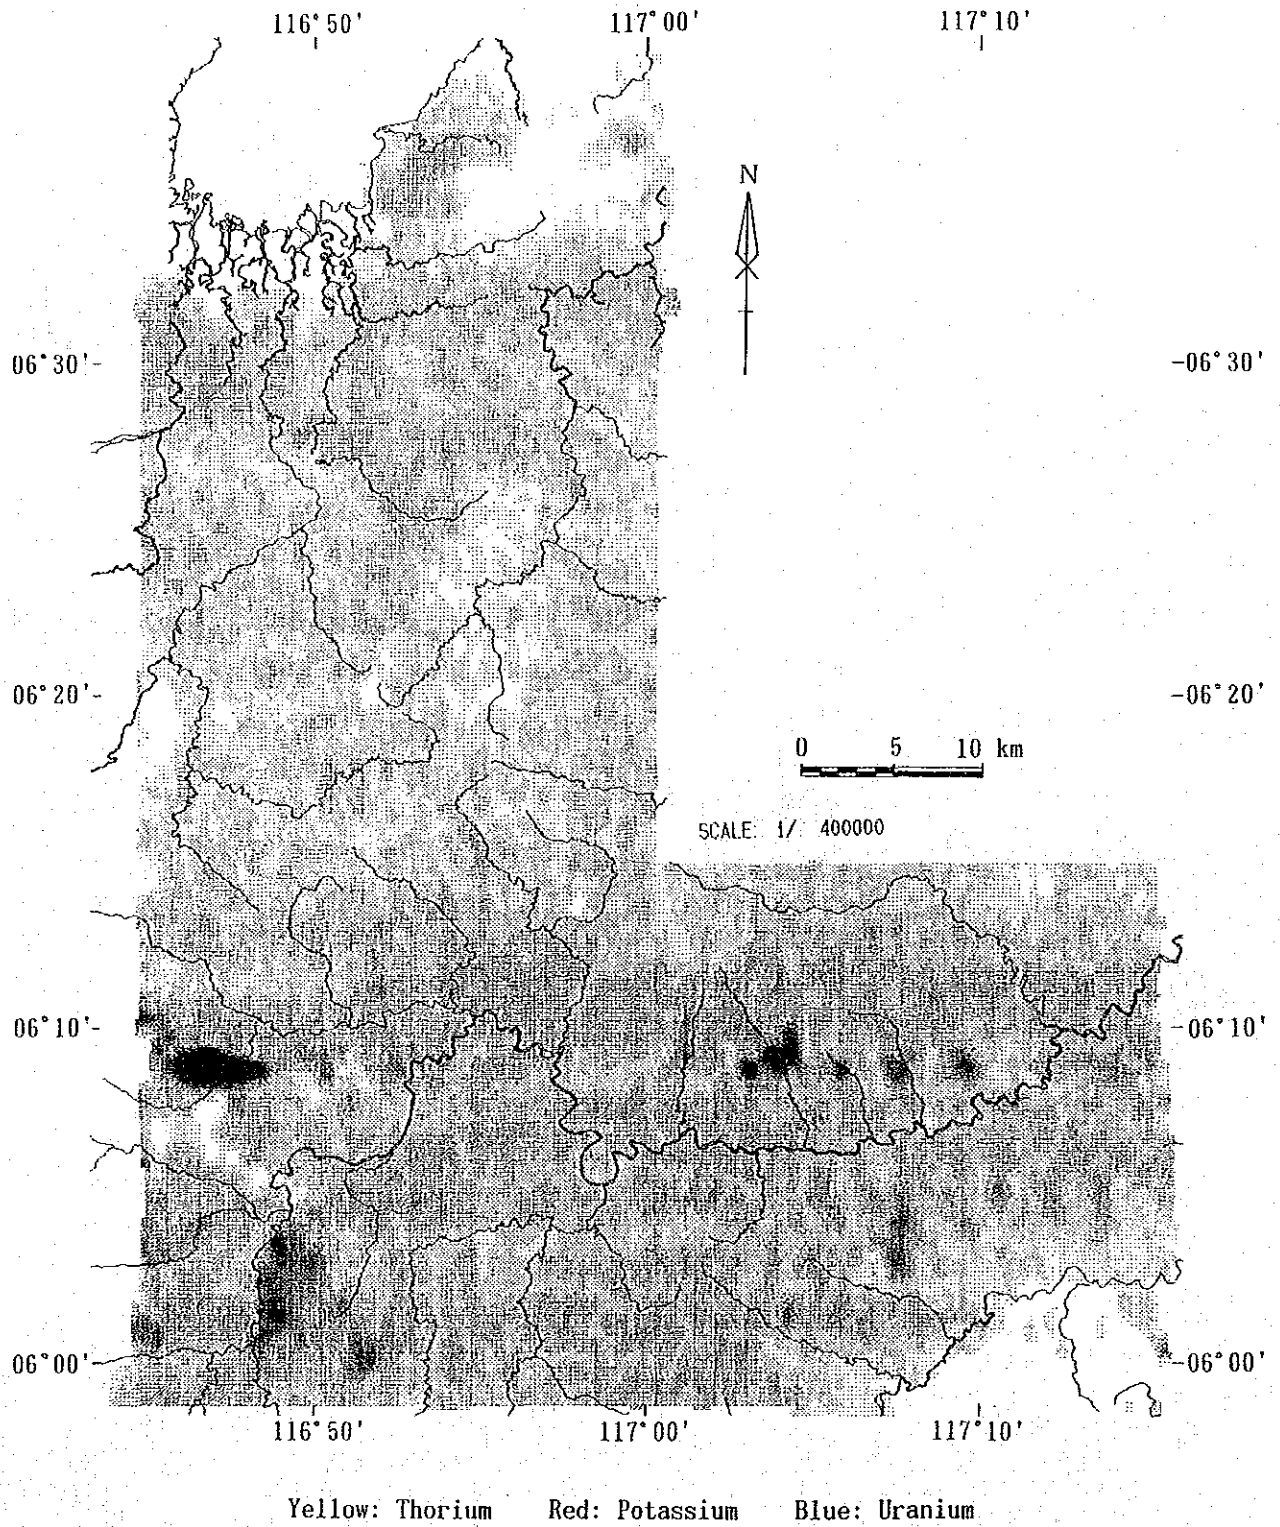 116°50' 117°00' 117°10'
N
06°30'- -06°30'
06°20'- -06°20'
0 5 10 km
SCALE: 1/ 400000
06°10'- -06°10'
06°00'- -06°00'
116°50' 117°00' 117°10'
Yellow: Thorium Red: Potassium Blue: Uranium